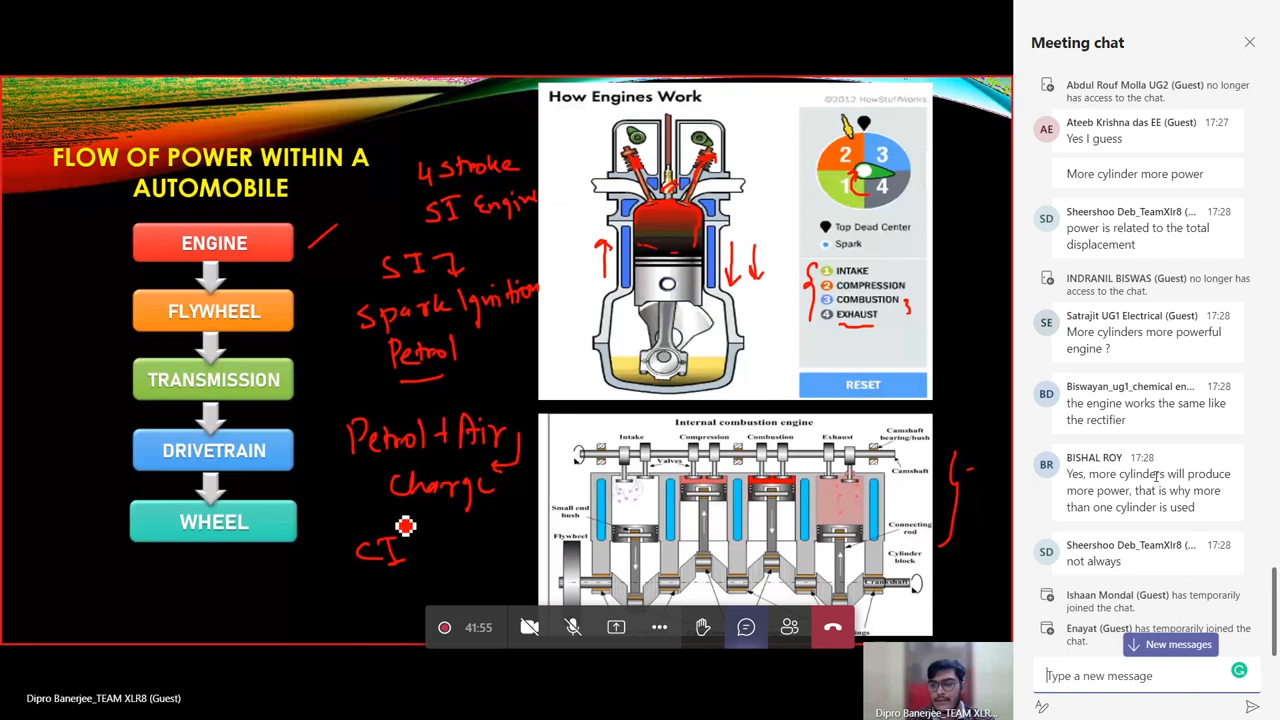 FLOW OF POWER WITHIN A
AUTOMOBILE
ENGINE
FLYWHEEL
TRANSMISSION
DRIVETRAIN
WHEEL
4 Stroke
SI Engine
SI
Spark Ignition
Petrol
Petrol + Air
Charge
CI
How Engines Work
©2012 HowStuffWorks
2 3
1 4
Top Dead Center
Spark
1 INTAKE
2 COMPRESSION
3 COMBUSTION
4 EXHAUST
RESET
Internal combustion engine
Intake
Compression
Combustion
Exhaust
Camshaft
bearing/bush
Valves
Camshaft
Small end
bush
Flywheel
Connecting
rod
Cylinder
block
Crankshaft
41:55
Dipro Banerjee_TEAM XLR8 (Guest)
Dipro Banerjee_TEAM XLR...
Meeting chat
Abdul Rouf Molla UG2 (Guest) no longer
has access to the chat.
AE
Ateeb Krishna das EE (Guest) 17:27
Yes I guess
More cylinder more power
SD
Sheershoo Deb_TeamXlr8 (... 17:28
power is related to the total
displacement
INDRANIL BISWAS (Guest) no longer has
access to the chat.
SE
Satrajit UG1 Electrical (Guest) 17:28
More cylinders more powerful
engine ?
BD
Biswayan_ug1_chemical en... 17:28
the engine works the same like
the rectifier
BR
BISHAL ROY 17:28
Yes, more cylinders will produce
more power, that is why more
than one cylinder is used
SD
Sheershoo Deb_TeamXlr8 (... 17:28
not always
Ishaan Mondal (Guest) has temporarily
joined the chat.
Enayat (Guest) has temporarily joined the
chat.
New messages
Type a new message